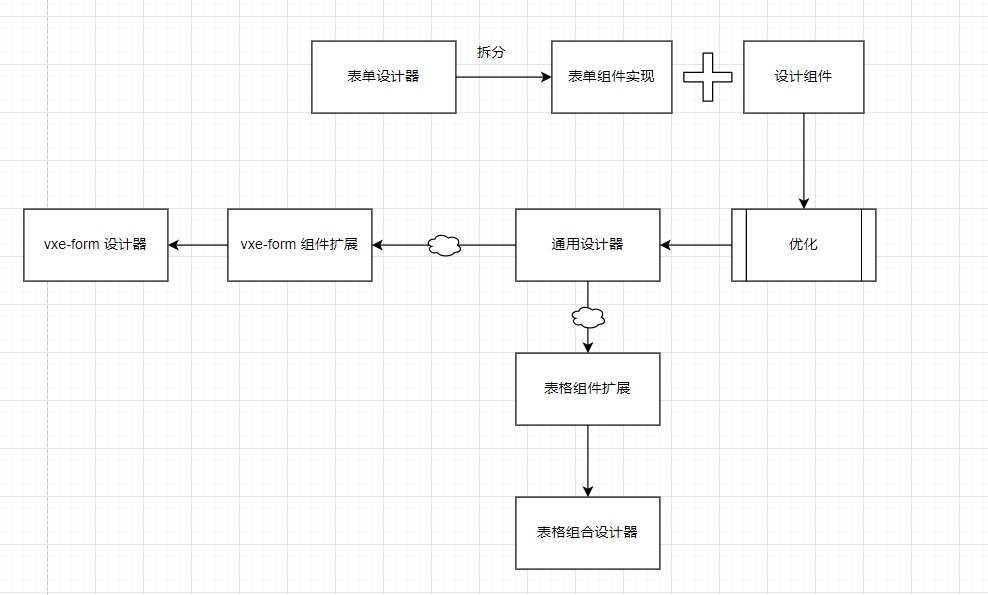 拆分
表单设计器
表单组件实现
设计组件
vxe-form 设计器
vxe-form 组件扩展
通用设计器
优化
表格组件扩展
表格组合设计器